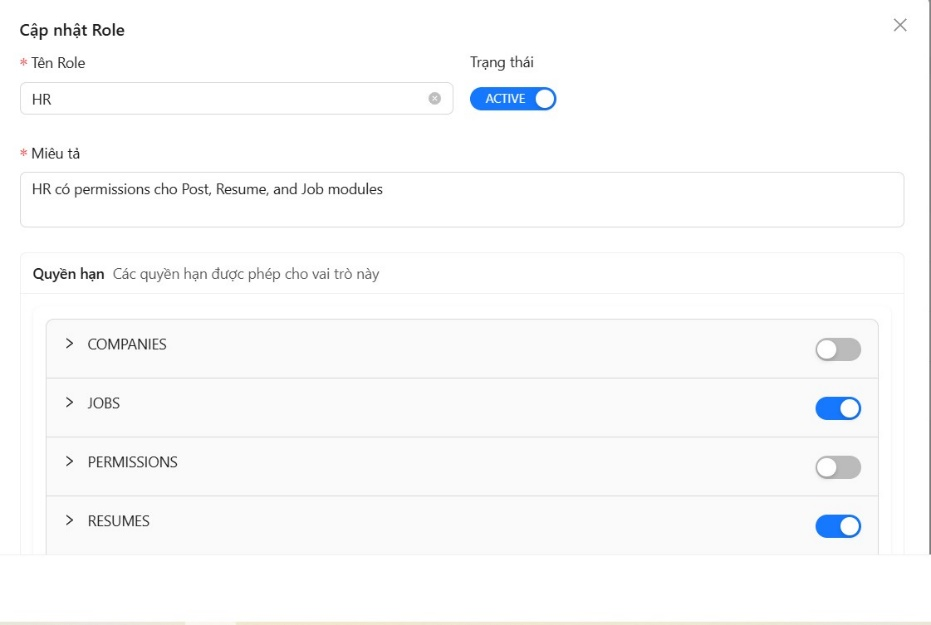 Cập nhật Role
* Tên Role
Trạng thái
HR
ACTIVE
* Miêu tả
HR có permissions cho Post, Resume, and Job modules
Quyền hạn Các quyền hạn được phép cho vai trò này
COMPANIES
JOBS
PERMISSIONS
RESUMES